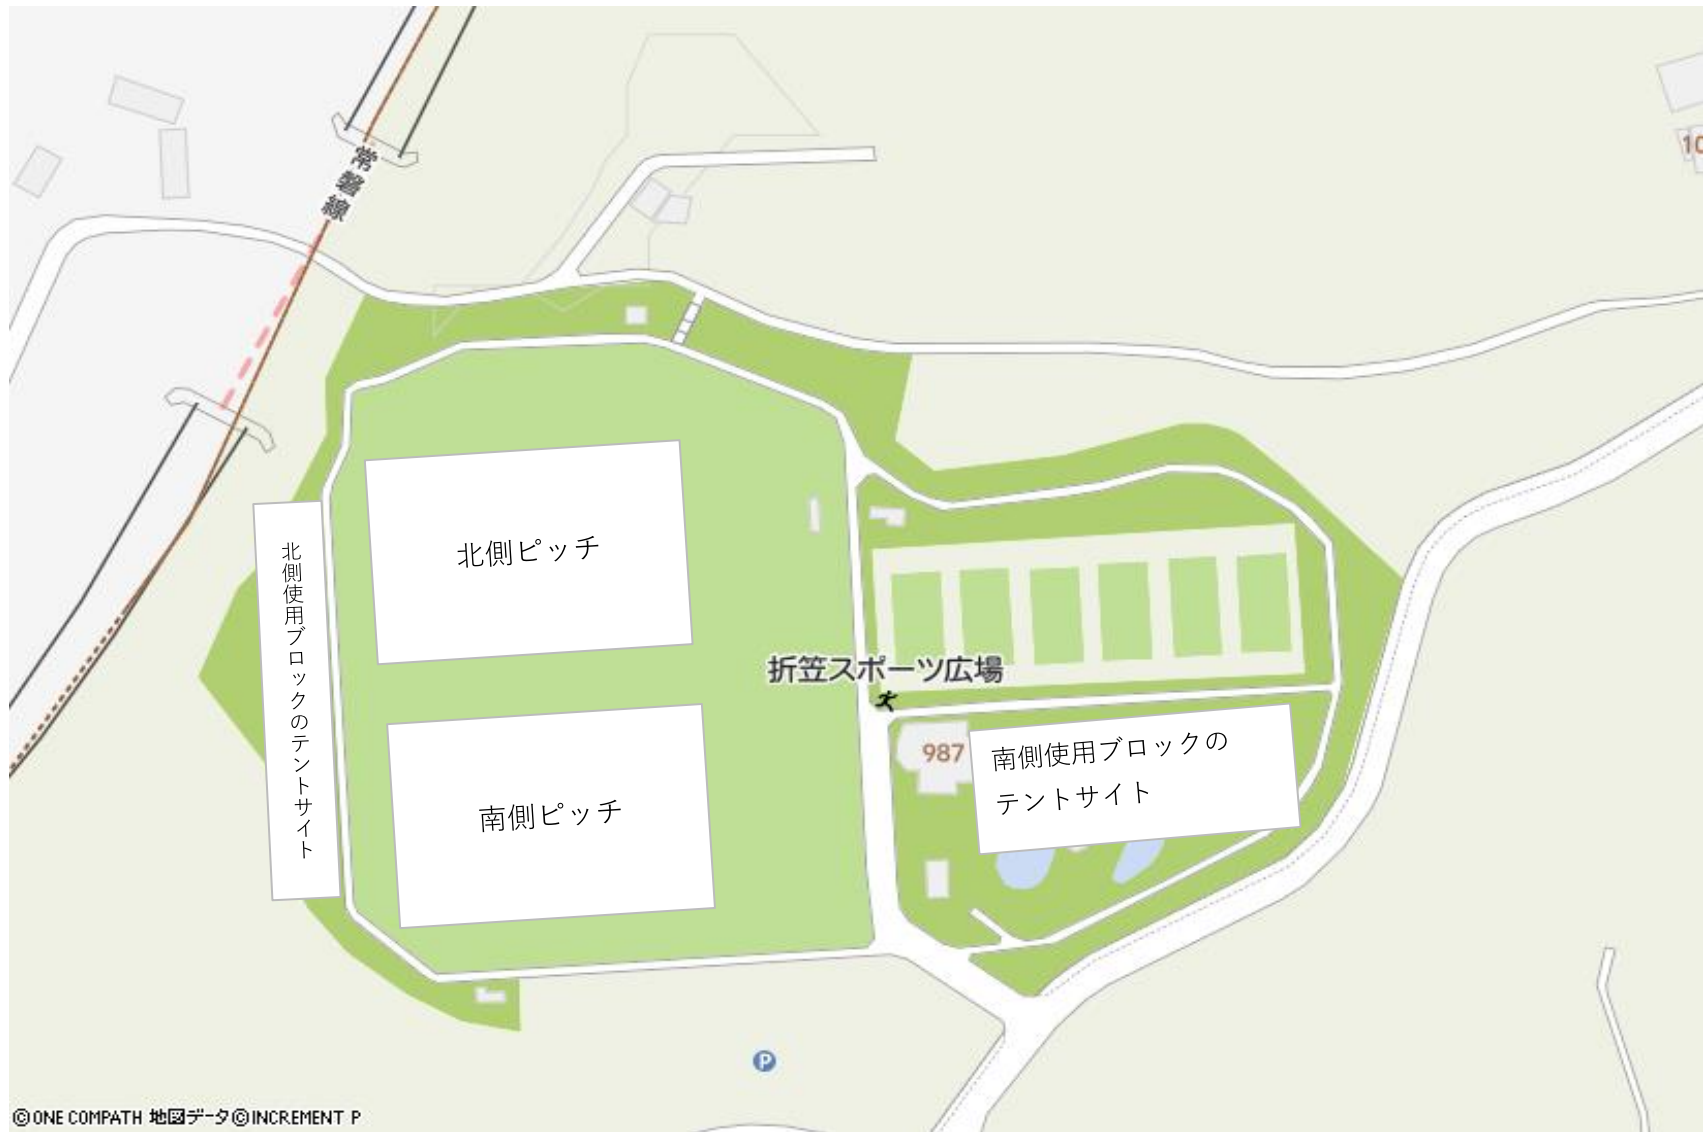 常磐線
10
北側ピッチ
北側使用ブロックのテントサイト
折笠スポーツ広場
987
南側使用ブロックの
テントサイト
南側ピッチ
P
©ONE COMPATH 地図データ©INCREMENT P